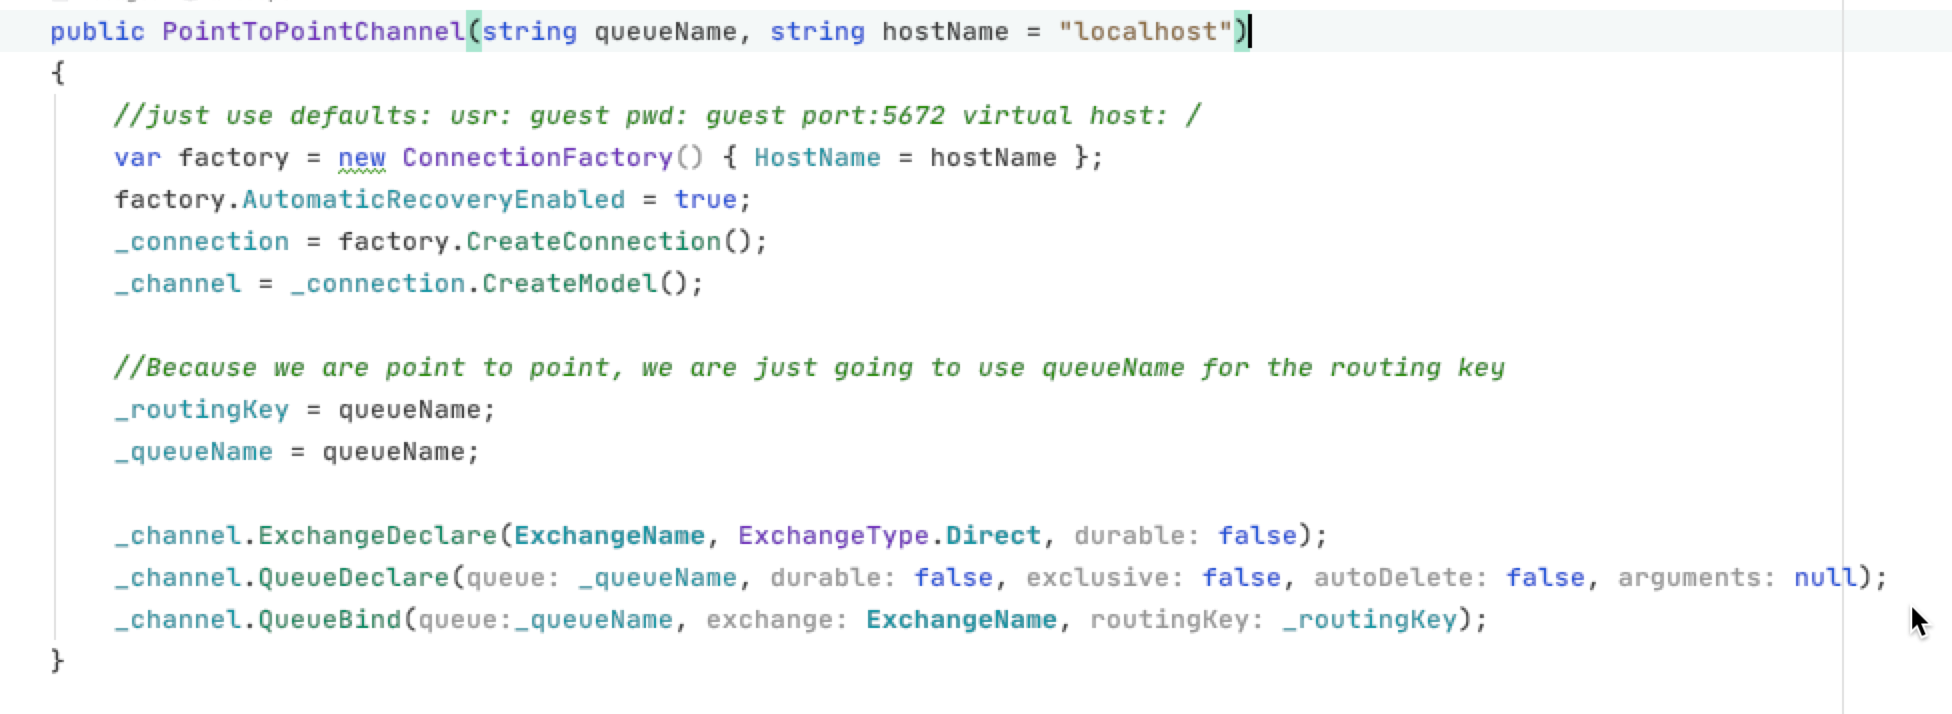 public PointToPointChannel(string queueName, string hostName = "localhost")
{
//just use defaults: usr: guest pwd: guest port:5672 virtual host: /
var factory = new ConnectionFactory() { HostName = hostName };
factory.AutomaticRecoveryEnabled = true;
_connection = factory.CreateConnection();
_channel = _connection.CreateModel();
//Because we are point to point, we are just going to use queueName for the routing key
_routingKey = queueName;
_queueName = queueName;
_channel.ExchangeDeclare(ExchangeName, ExchangeType.Direct, durable: false);
_channel.QueueDeclare(queue: _queueName, durable: false, exclusive: false, autoDelete: false, arguments: null);
_channel.QueueBind(queue:_queueName, exchange: ExchangeName, routingKey: _routingKey);
}